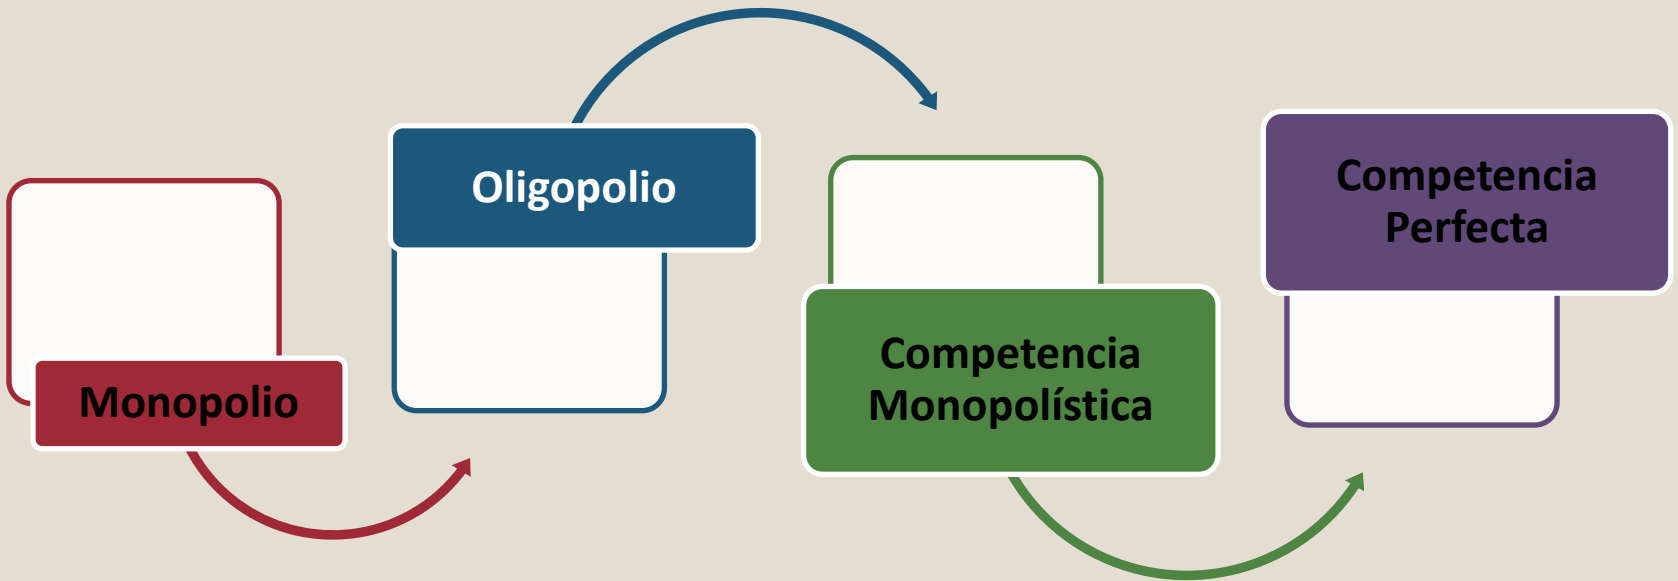 Monopolio
Oligopolio
Competencia
Monopolística
Competencia
Perfecta